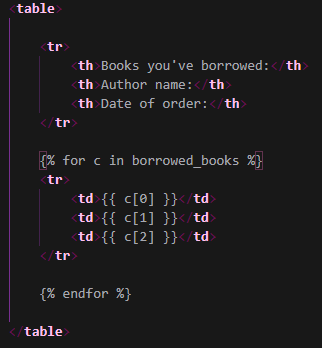 <table>
<tr>
<th>Books you've borrowed:</th>
<th>Author name:</th>
<th>Date of order:</th>
</tr>
{% for c in borrowed_books %}
<tr>
<td>{{ c[0] }}</td>
<td>{{ c[1] }}</td>
<td>{{ c[2] }}</td>
</tr>
{% endfor %}
</table>